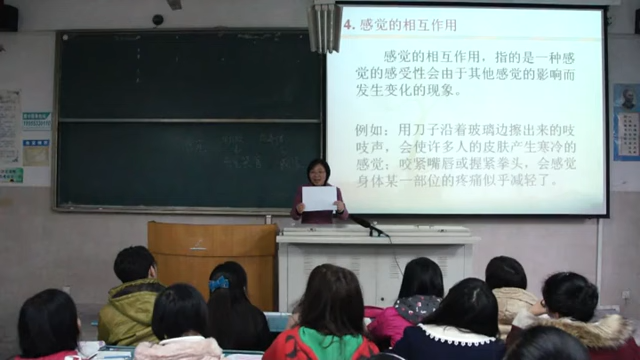 4. 感觉的相互作用
感觉的相互作用，指的是一种感
觉的感受性会由于其他感觉的影响而
发生变化的现象。
例如：用刀子沿着玻璃边擦出来的吱
吱声，会使许多人的皮肤产生寒冷的
感觉；咬紧嘴唇或握紧拳头，会感觉
身体某一部位的疼痛似乎减轻了。